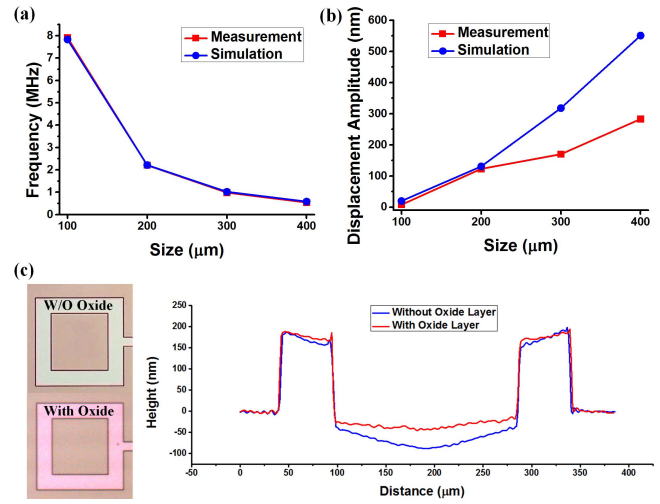 (a)
Measurement
Simulation
Frequency (MHz)
8
7
6
5
4
3
2
1
0
100
200
300
400
Size (μm)
(b)
Measurement
Simulation
Displacement Amplitude (nm)
600
500
400
300
200
100
0
100
200
300
400
Size (μm)
(c)
W/O Oxide
With Oxide
Without Oxide Layer
With Oxide Layer
Height (nm)
250
200
150
100
50
0
-50
-100
-50
0
50
100
150
200
250
300
350
400
Distance (μm)